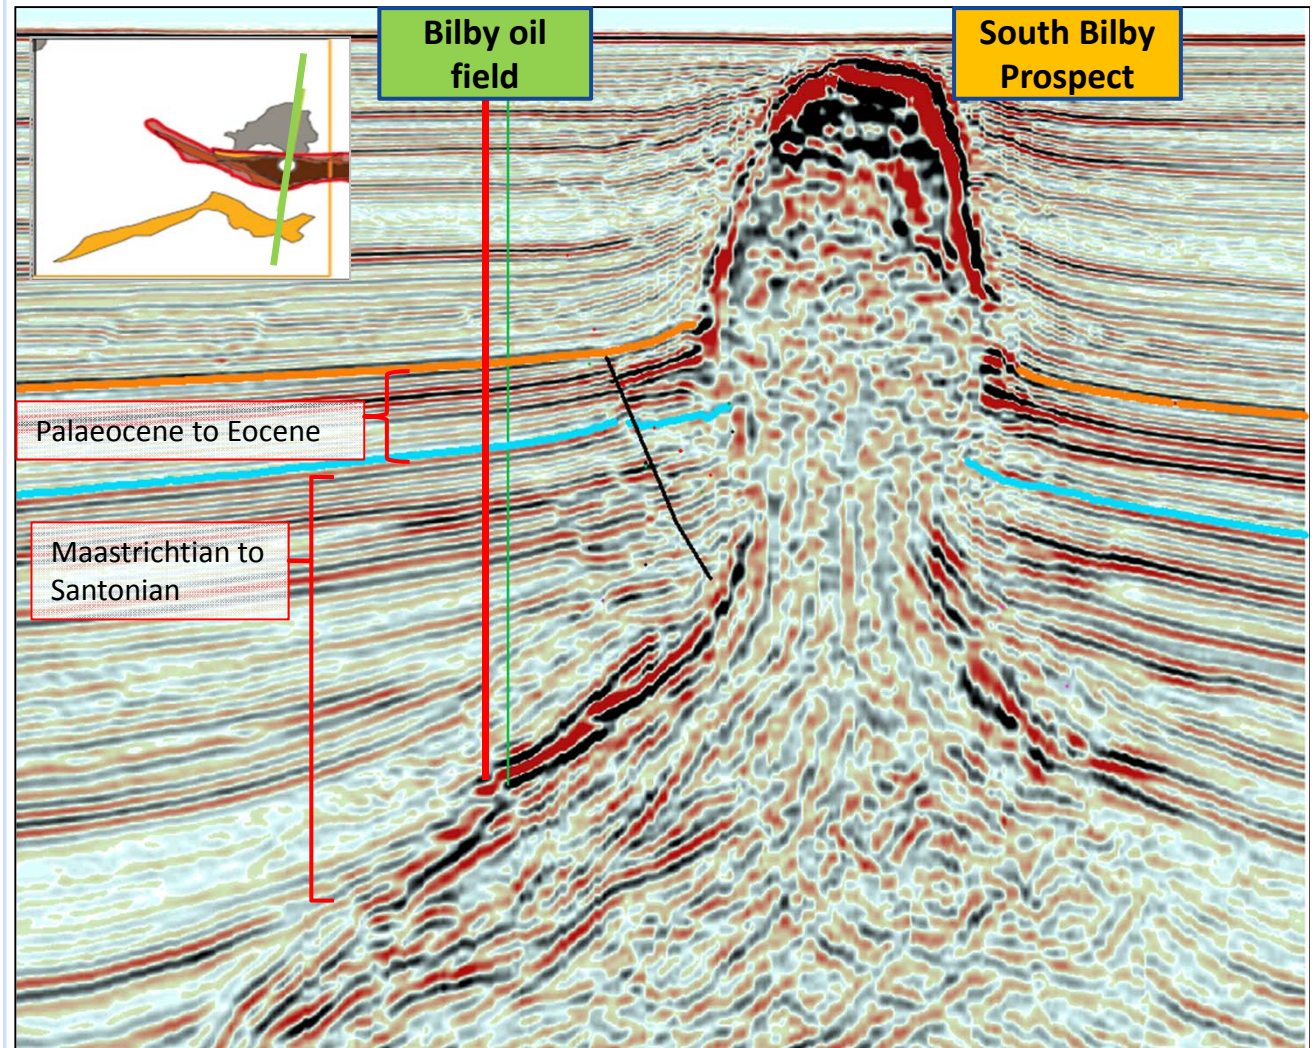 Bilby oil
field
South Bilby
Prospect
Palaeocene to Eocene
Maastrichtian to
Santonian